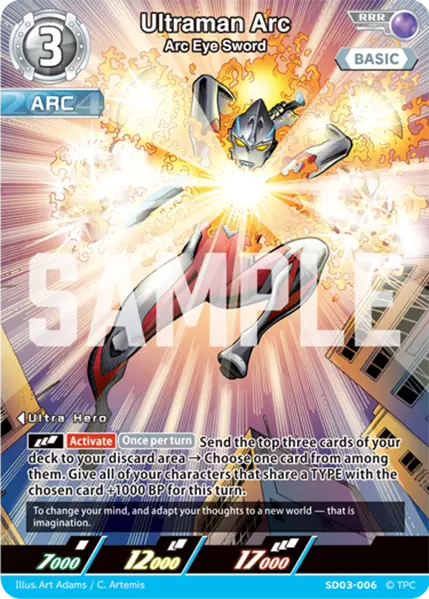 3
Ultraman Arc
Arc Eye Sword
RRR
BASIC
ARC
SAMPLE
Ultra Hero
Activate Once per turn Send the top three cards of your
deck to your discard area → Choose one card from among
them. Give all of your characters that share a TYPE with the
chosen card +1000 BP for this turn.
To change your mind, and adapt your thoughts to a new world — that is
imagination.
7000 12000 17000
Illus.Art Adams / C. Artemis SD03-006 © TPC